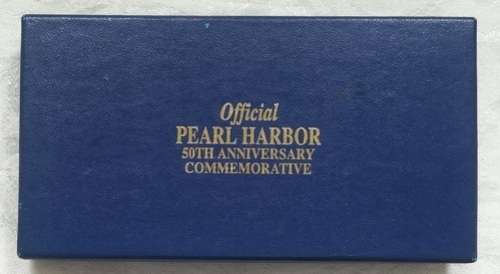 Official
PEARL HARBOR
50TH ANNIVERSARY
COMMEMORATIVE